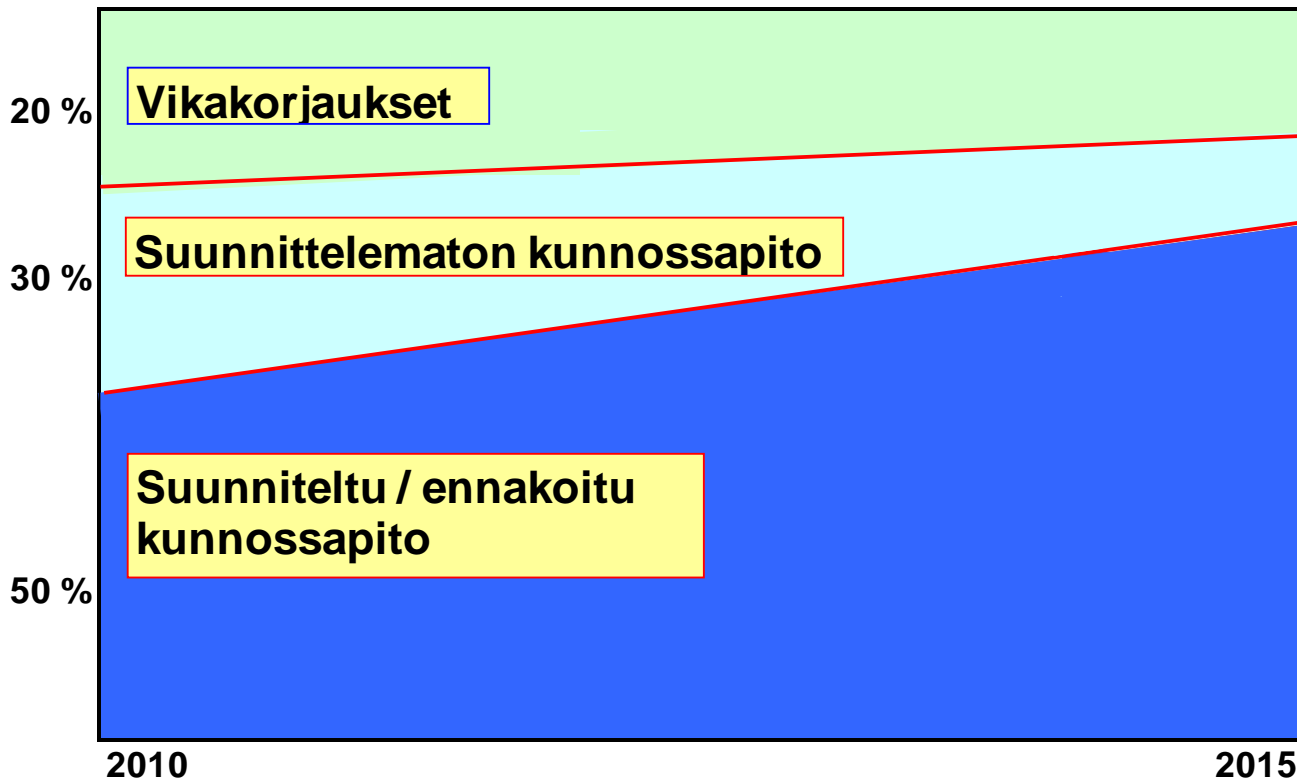 20 %
Vikakorjaukset
30 %
Suunnittelematon kunnossapito
Suunniteltu / ennakoitu
kunnossapito
50 %
2010
2015